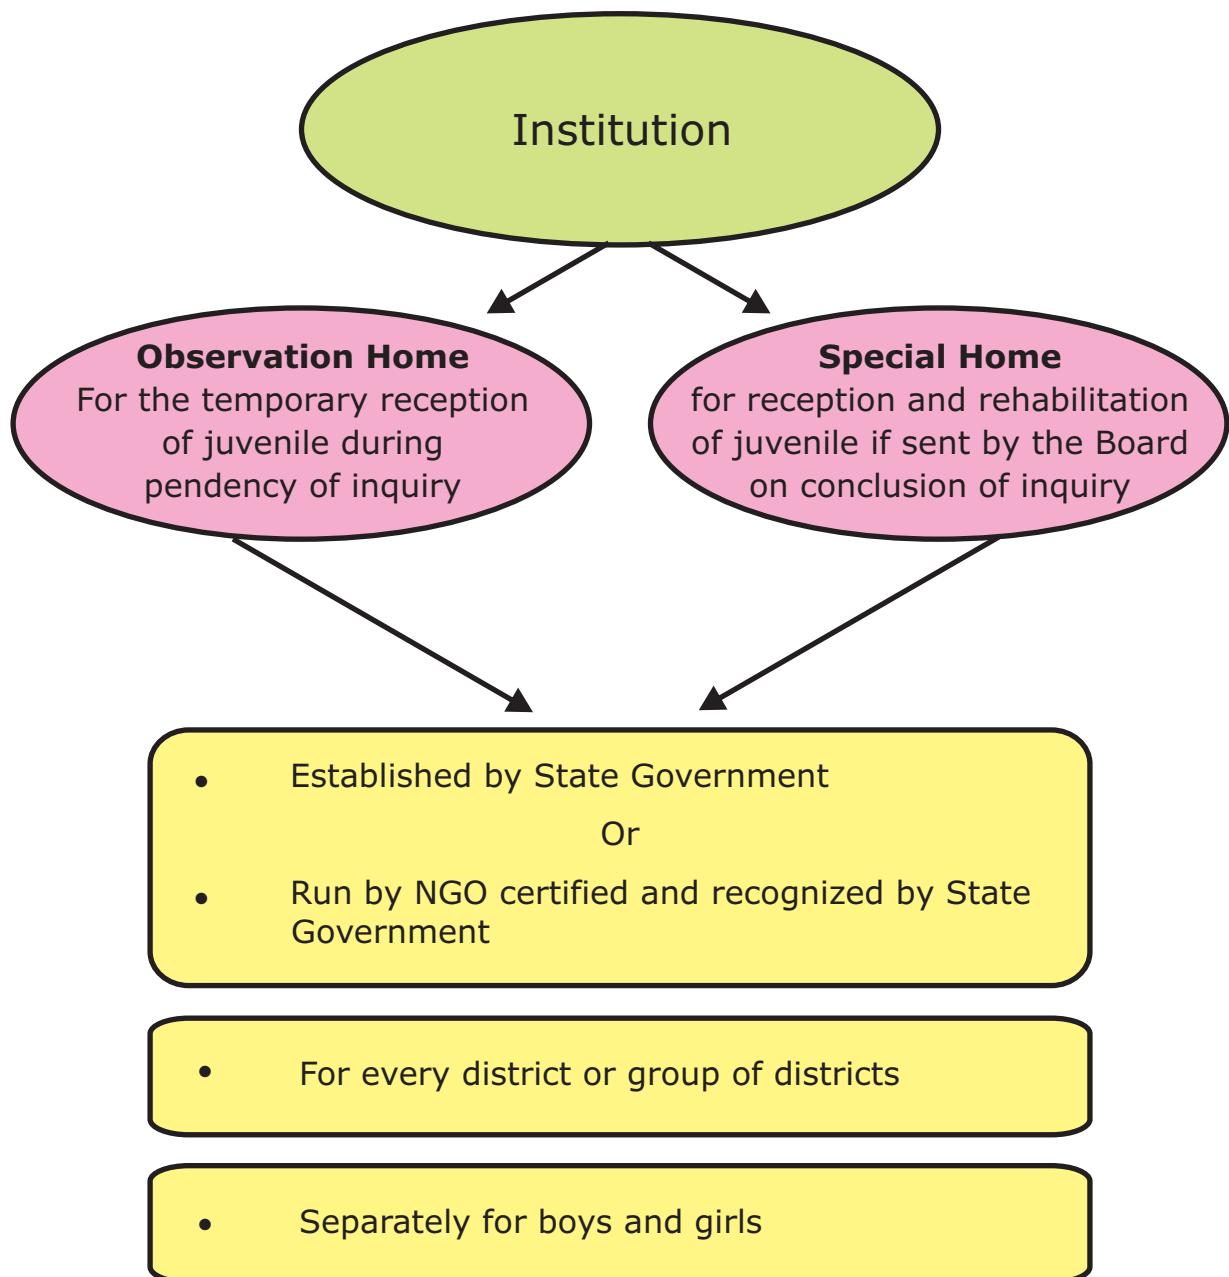 Institution
Observation Home
For the temporary reception
of juvenile during
pendency of inquiry
Special Home
for reception and rehabilitation
of juvenile if sent by the Board
on conclusion of inquiry
• Established by State Government
Or
• Run by NGO certified and recognized by State
Government
• For every district or group of districts
• Separately for boys and girls